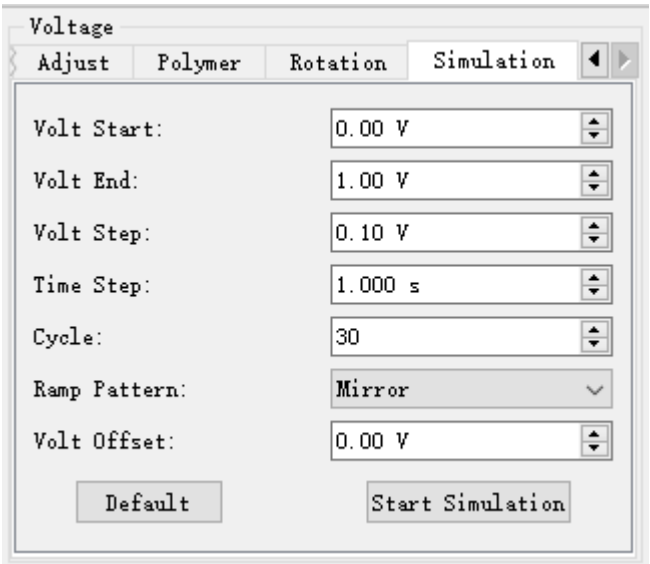 Voltage
Adjust Polymer Rotation Simulation
Volt Start: 0.00 V
Volt End: 1.00 V
Volt Step: 0.10 V
Time Step: 1.000 s
Cycle: 30
Ramp Pattern: Mirror
Volt Offset: 0.00 V
Default Start Simulation